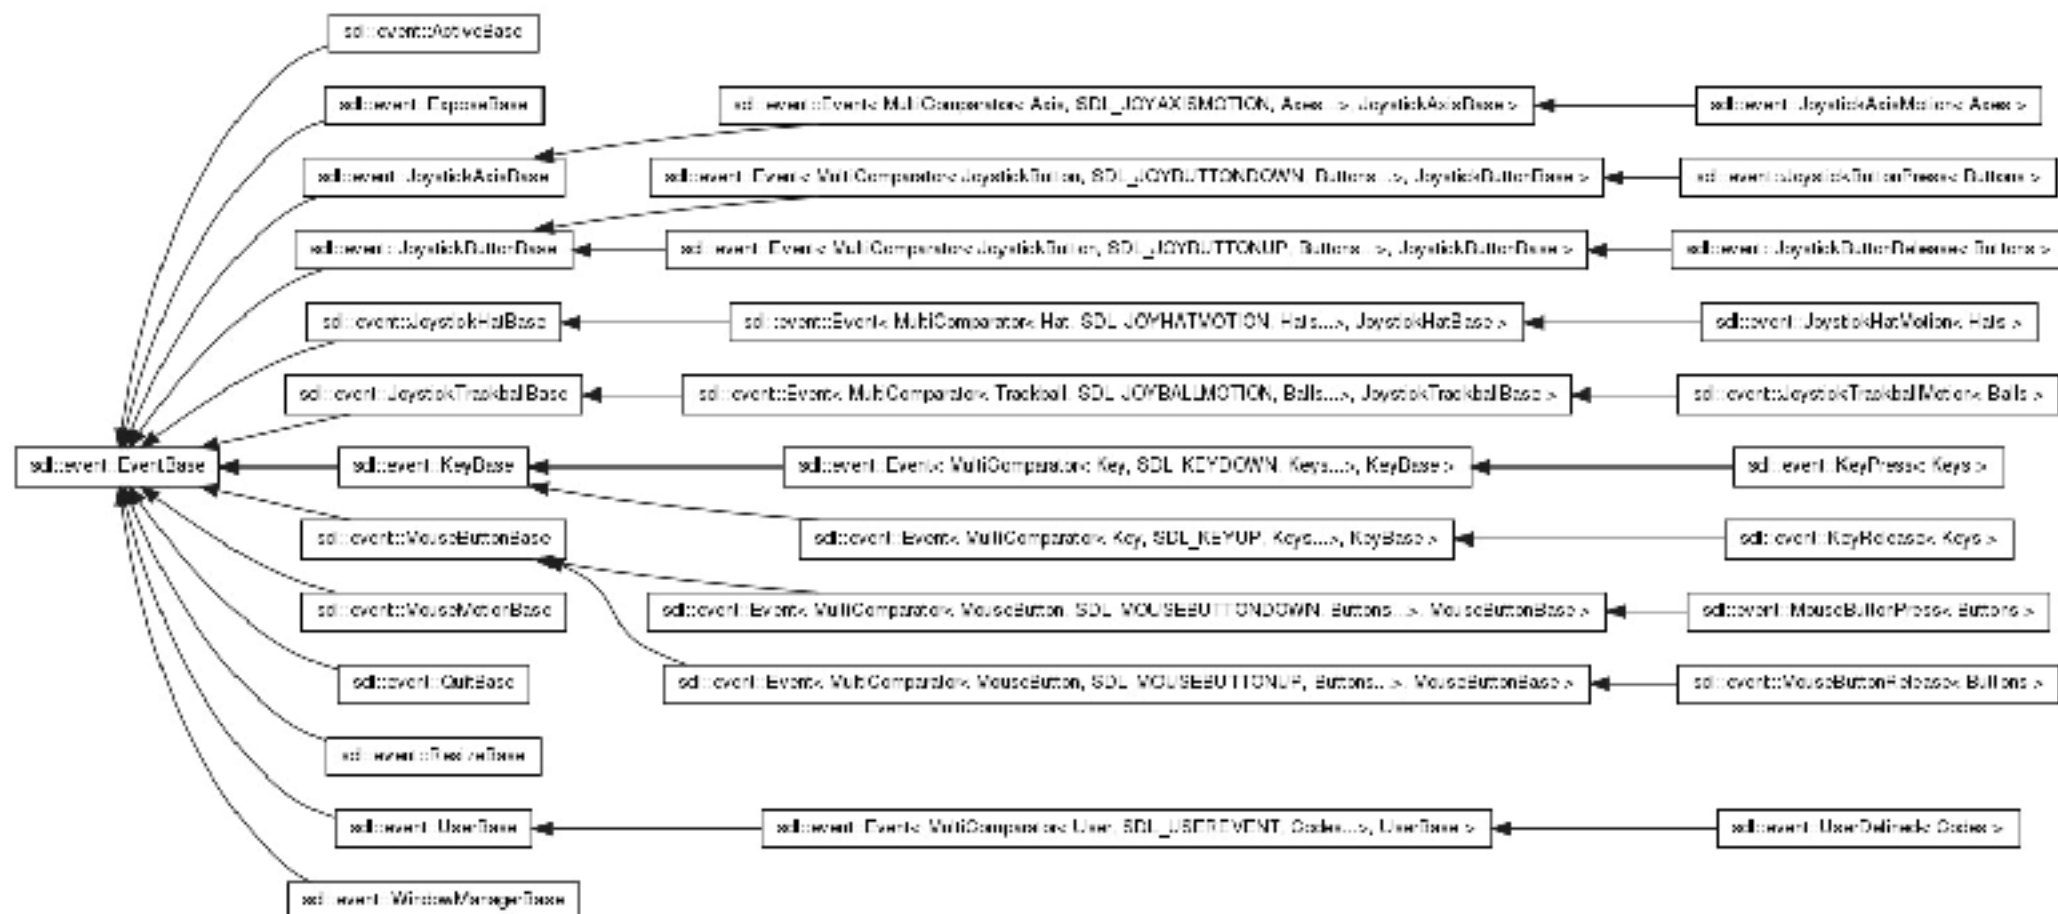 sdl::event::ActiveBase
sdl::event::ExposeBase
sdl::event::Event< MultiComparator< Axis, SDL_JOYAXISMOTION, Axes...>, JoystickAxisBase >
sdl::event::JoystickAxisMotion< Axes >
sdl::event::JoystickAxisBase
sdl::event::Event< MultiComparator< JoystickButton, SDL_JOYBUTTONDOWN, Buttons...>, JoystickButtonBase >
sdl::event::JoystickButtonPress< Buttons >
sdl::event::JoystickButtonBase
sdl::event::Event< MultiComparator< JoystickButton, SDL_JOYBUTTONUP, Buttons...>, JoystickButtonBase >
sdl::event::JoystickButtonRelease< Buttons >
sdl::event::JoystickHatBase
sdl::event::Event< MultiComparator< Hat, SDL_JOYHATMOTION, Hats...>, JoystickHatBase >
sdl::event::JoystickHatMotion< Hats >
sdl::event::JoystickTrackballBase
sdl::event::Event< MultiComparator< Trackball, SDL_JOYBALLMOTION, Balls...>, JoystickTrackballBase >
sdl::event::JoystickTrackballMotion< Balls >
sdl::event::EventBase
sdl::event::KeyBase
sdl::event::Event< MultiComparator< Key, SDL_KEYDOWN, Keys...>, KeyBase >
sdl::event::KeyPress< Keys >
sdl::event::MouseButtonBase
sdl::event::Event< MultiComparator< Key, SDL_KEYUP, Keys...>, KeyBase >
sdl::event::KeyRelease< Keys >
sdl::event::MouseMotionBase
sdl::event::Event< MultiComparator< MouseButton, SDL_MOUSEBUTTONDOWN, Buttons...>, MouseButtonBase >
sdl::event::MouseButtonPress< Buttons >
sdl::event::QuitBase
sdl::event::Event< MultiComparator< MouseButton, SDL_MOUSEBUTTONUP, Buttons...>, MouseButtonBase >
sdl::event::MouseButtonRelease< Buttons >
sdl::event::ResizeBase
sdl::event::UserBase
sdl::event::Event< MultiComparator< User, SDL_USEREVENT, Codes...>, UserBase >
sdl::event::UserDefined< Codes >
sdl::event::WindowManagerBase